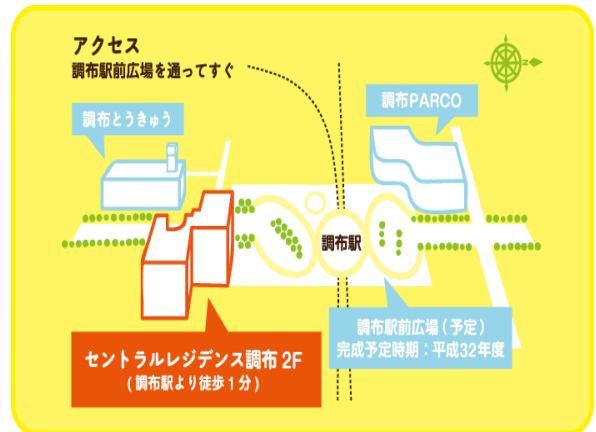 アクセス
調布駅前広場を通ってすぐ
N
調布PARCO
調布とうきゅう
調布駅
調布駅前広場(予定)
完成予定時期:平成32年度
セントラルレジデンス調布 2F
(調布駅より徒歩1分)